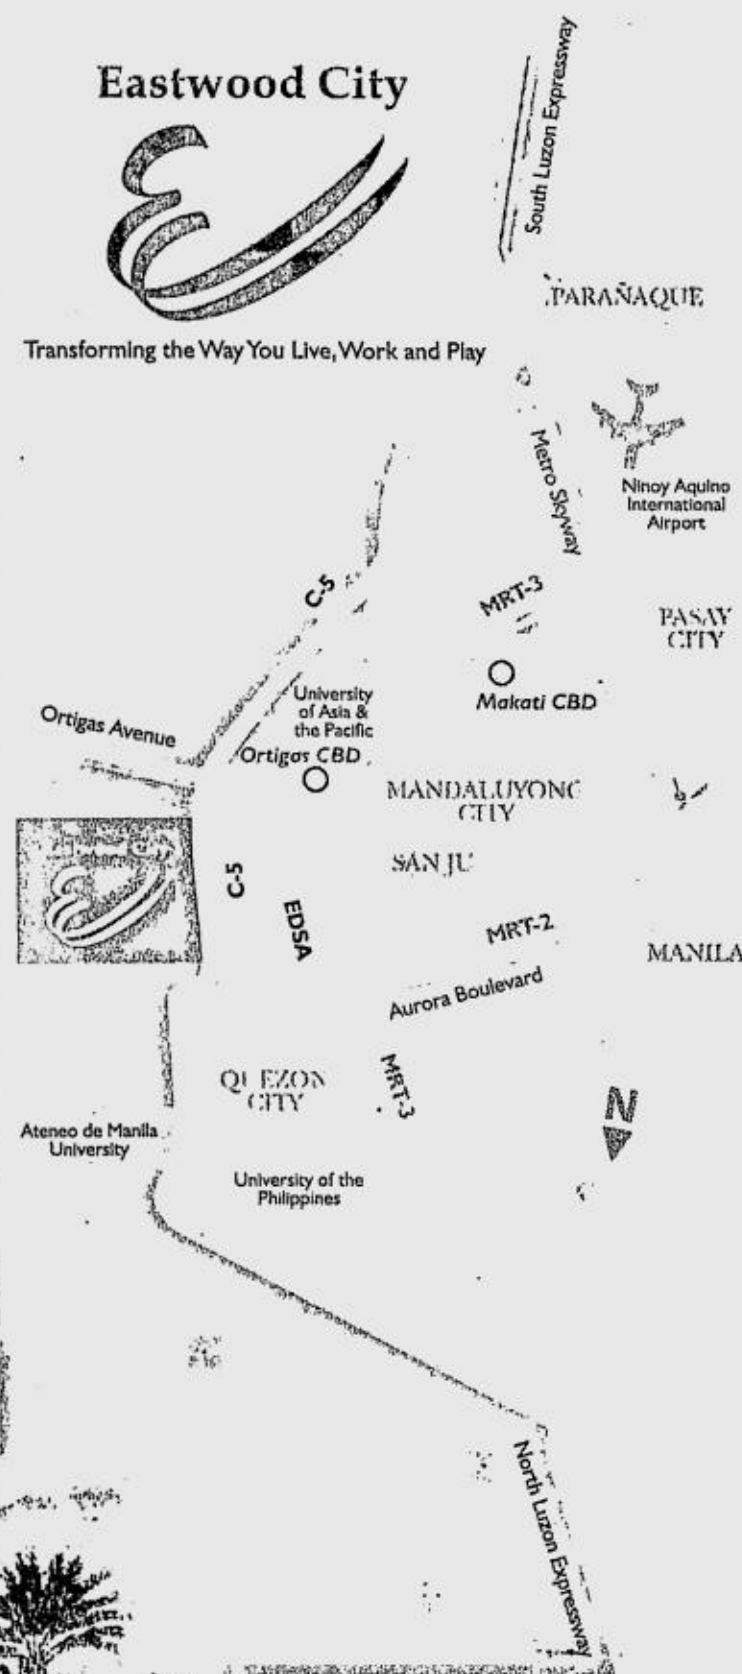 Eastwood City
Transforming the Way You Live, Work and Play
South Luzon Expressway
PARAÑAQUE
Metro Skyway
Ninoy Aquino
International
Airport
C-5
MRT-3
PASAY
CITY
Makati CBD
University
of Asia &
the Pacific
Ortigas Avenue
Ortigas CBD
MANDALUYONG
CITY
SAN JU
C-5
EDSA
MRT-2
MANILA
Aurora Boulevard
QUEZON
CITY
MRT-3
N
Ateneo de Manila
University
University of the
Philippines
North Luzon Expressway